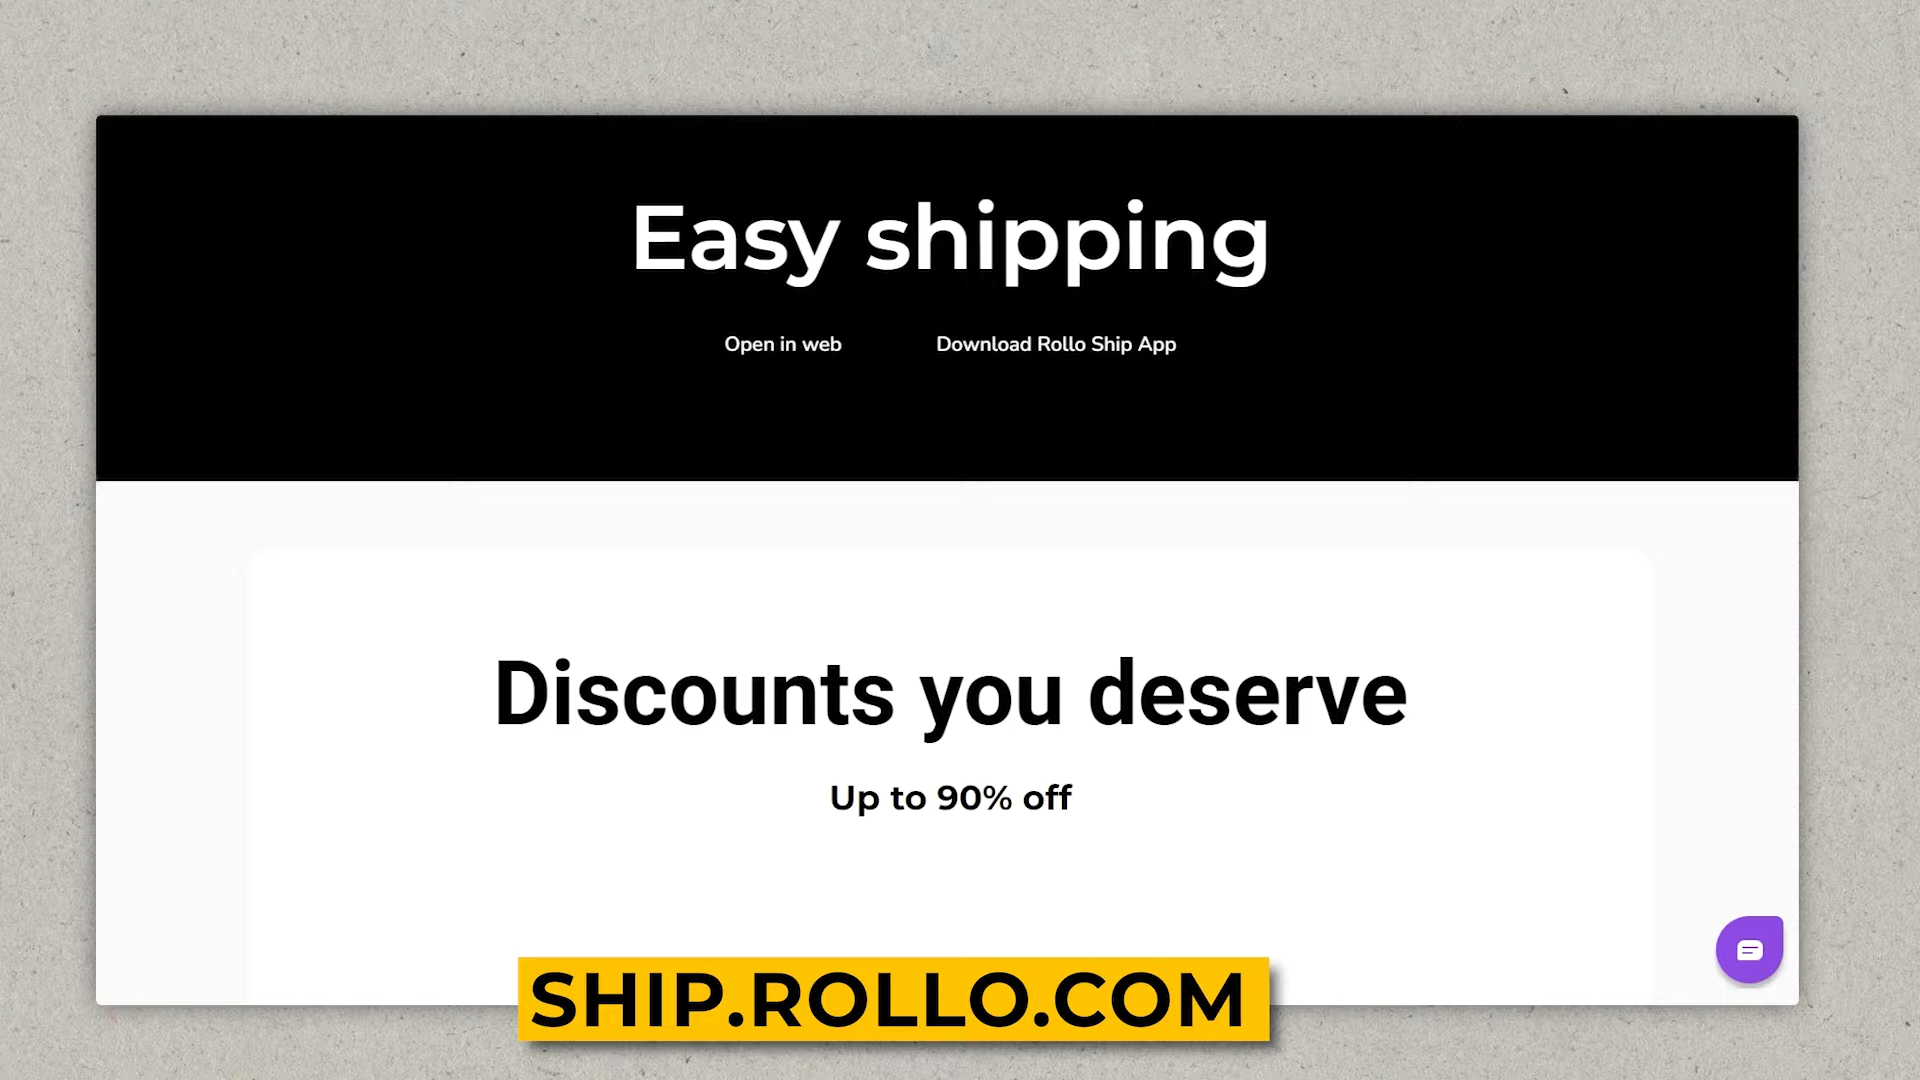 Easy shipping
Open in web Download Rollo Ship App
Discounts you deserve
Up to 90% off
SHIP.ROLLO.COM